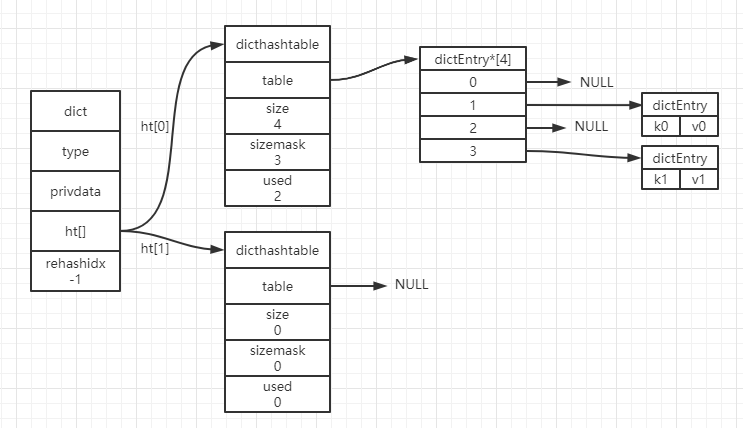 dict
type
privdata
ht[]
rehashidx
-1
ht[0]
ht[1]
dicthashtable
table
size
4
sizemask
3
used
2
dicthashtable
table
size
0
sizemask
0
used
0
NULL
dictEntry*[4]
0
1
2
3
NULL
NULL
dictEntry
k0 v0
dictEntry
k1 v1